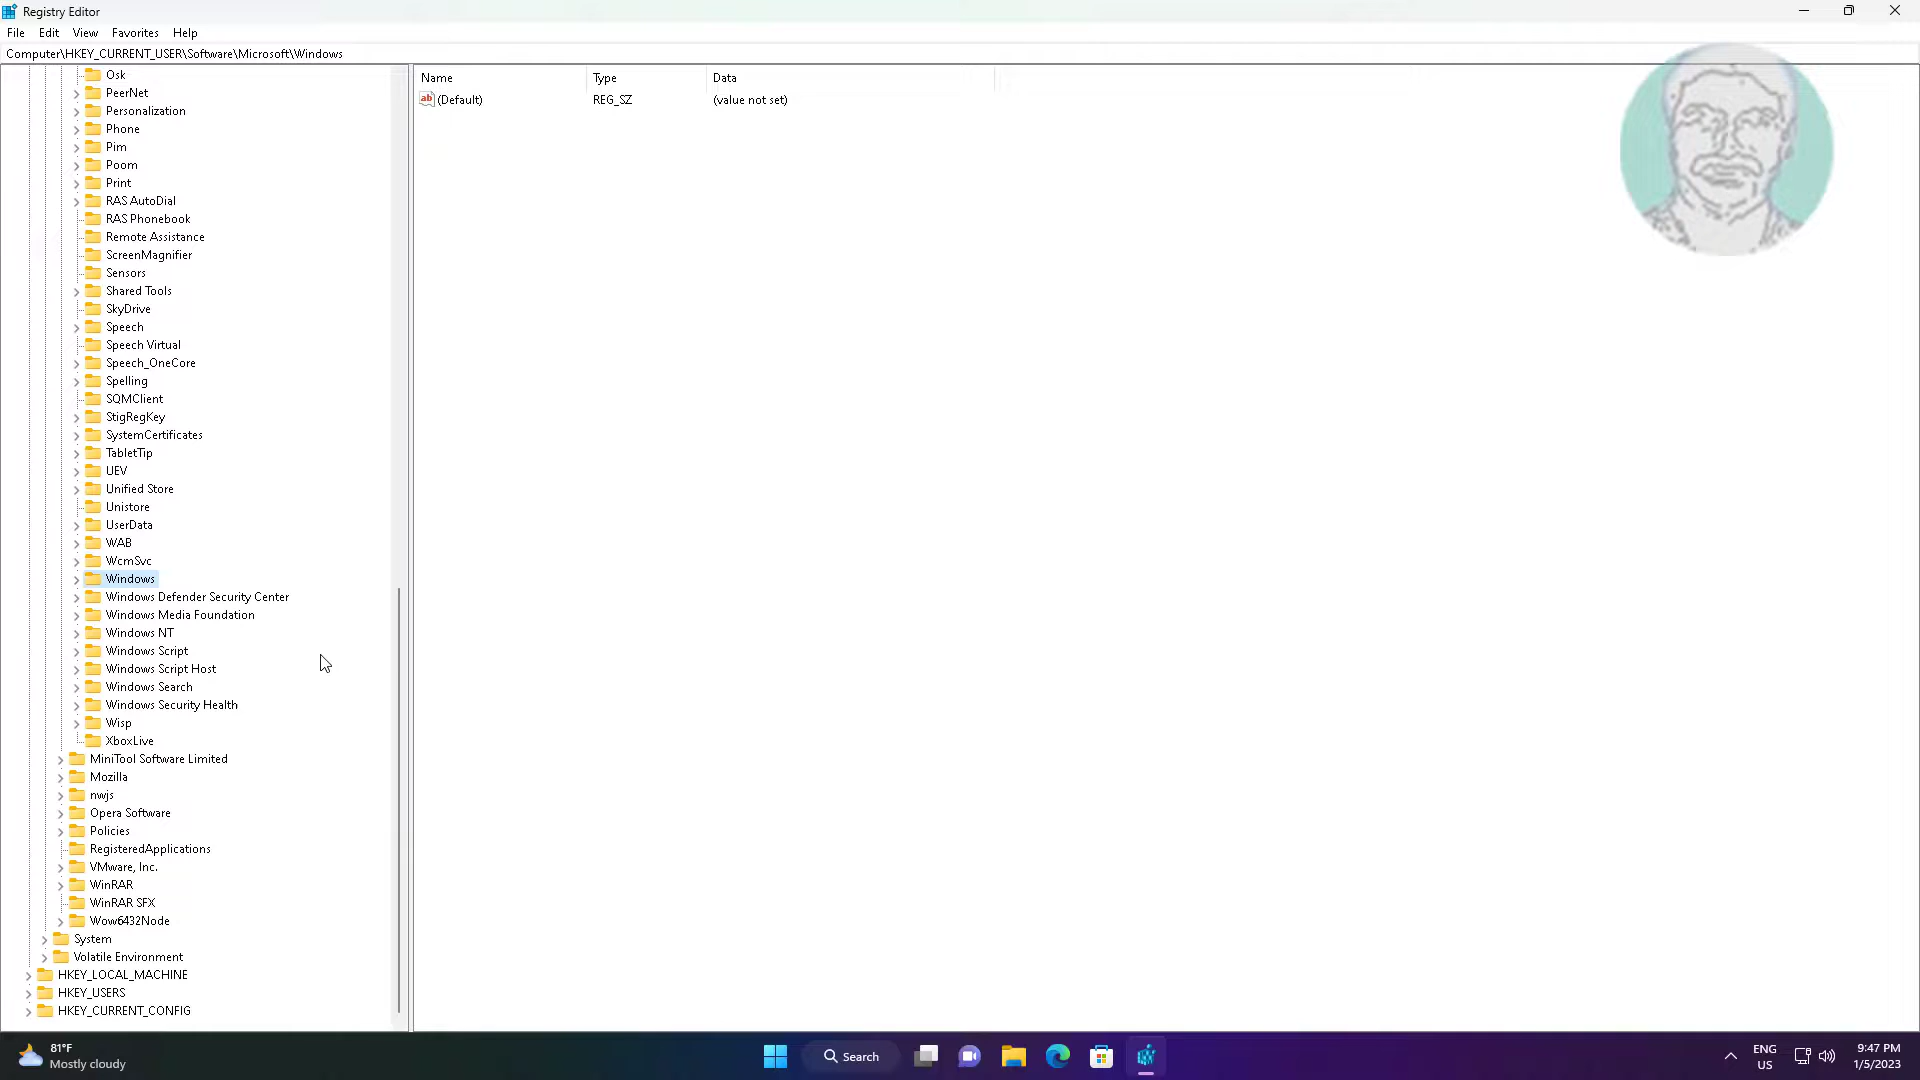 Registry Editor
File Edit View Favorites Help
Computer\HKEY_CURRENT_USER\Software\Microsoft\Windows
Name Type Data
(Default) REG_SZ (value not set)
Osk
PeerNet
Personalization
Phone
Pim
Poom
Print
RAS AutoDial
RAS Phonebook
Remote Assistance
ScreenMagnifier
Sensors
Shared Tools
SkyDrive
Speech
Speech Virtual
Speech_OneCore
Spelling
SQMClient
StigRegKey
SystemCertificates
TabletTip
UEV
Unified Store
Unistore
UserData
WAB
WcmSvc
Windows
Windows Defender Security Center
Windows Media Foundation
Windows NT
Windows Script
Windows Script Host
Windows Search
Windows Security Health
Wisp
XboxLive
MiniTool Software Limited
Mozilla
nwjs
Opera Software
Policies
RegisteredApplications
VMware, Inc.
WinRAR
WinRAR SFX
Wow6432Node
System
Volatile Environment
HKEY_LOCAL_MACHINE
HKEY_USERS
HKEY_CURRENT_CONFIG
81°F
Mostly cloudy
Search
ENG
US
9:47 PM
1/5/2023